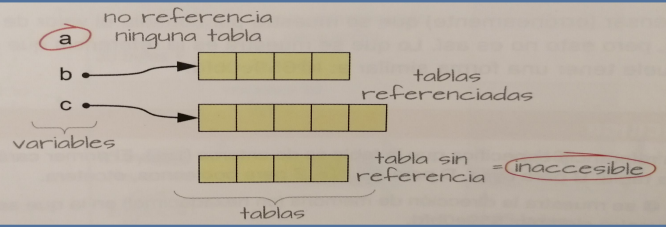 no referencia
ninguna tabla
a
b
c
variables
tablas
referenciadas
tabla sin
referencia = inaccesible
tablas